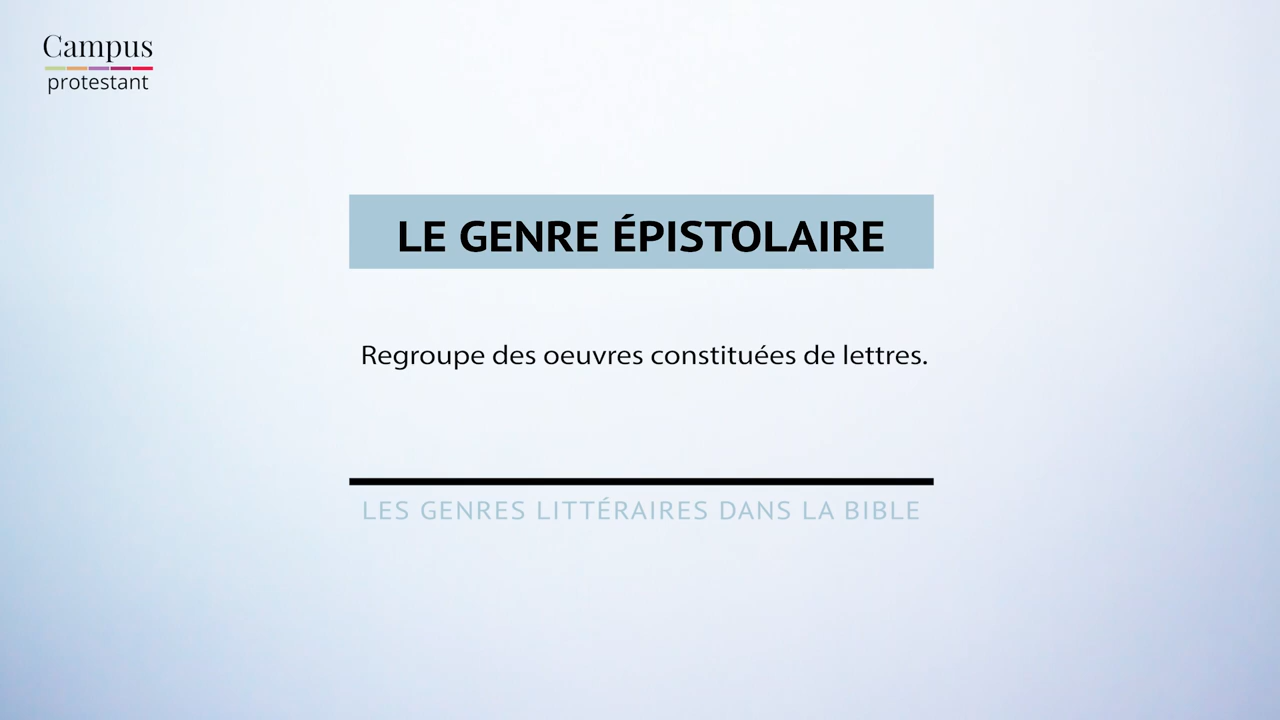 Campus
protestant
LE GENRE ÉPISTOLAIRE
Regroupe des oeuvres constituées de lettres.
LES GENRES LITTÉRAIRES DANS LA BIBLE